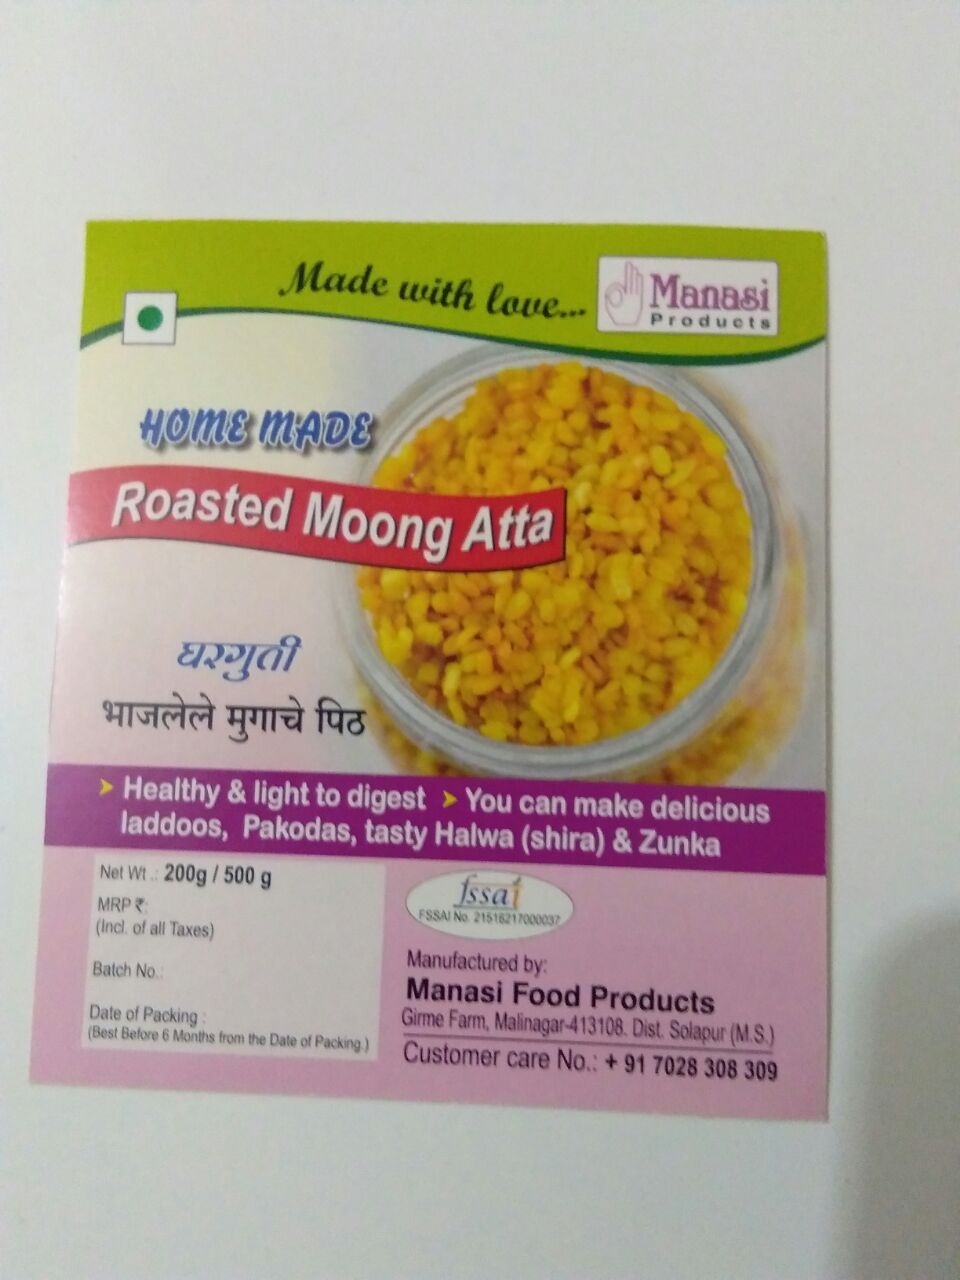 Made with love...
Manasi
Products
HOME MADE
Roasted Moong Atta
घरगुती
भाजलेले मुगाचे पिठ
Healthy & light to digest You can make delicious
laddoos, Pakodas, tasty Halwa (shira) & Zunka
Net Wt.: 200g / 500 g
MRP ₹:
(Incl. of all Taxes)
Batch No.:
Date of Packing :
(Best Before 6 Months from the Date of Packing.)
fssai
FSSAI No. 21516217000037
Manufactured by:
Manasi Food Products
Girme Farm, Malinagar-413108. Dist. Solapur (M.S.)
Customer care No.: + 91 7028 308 309